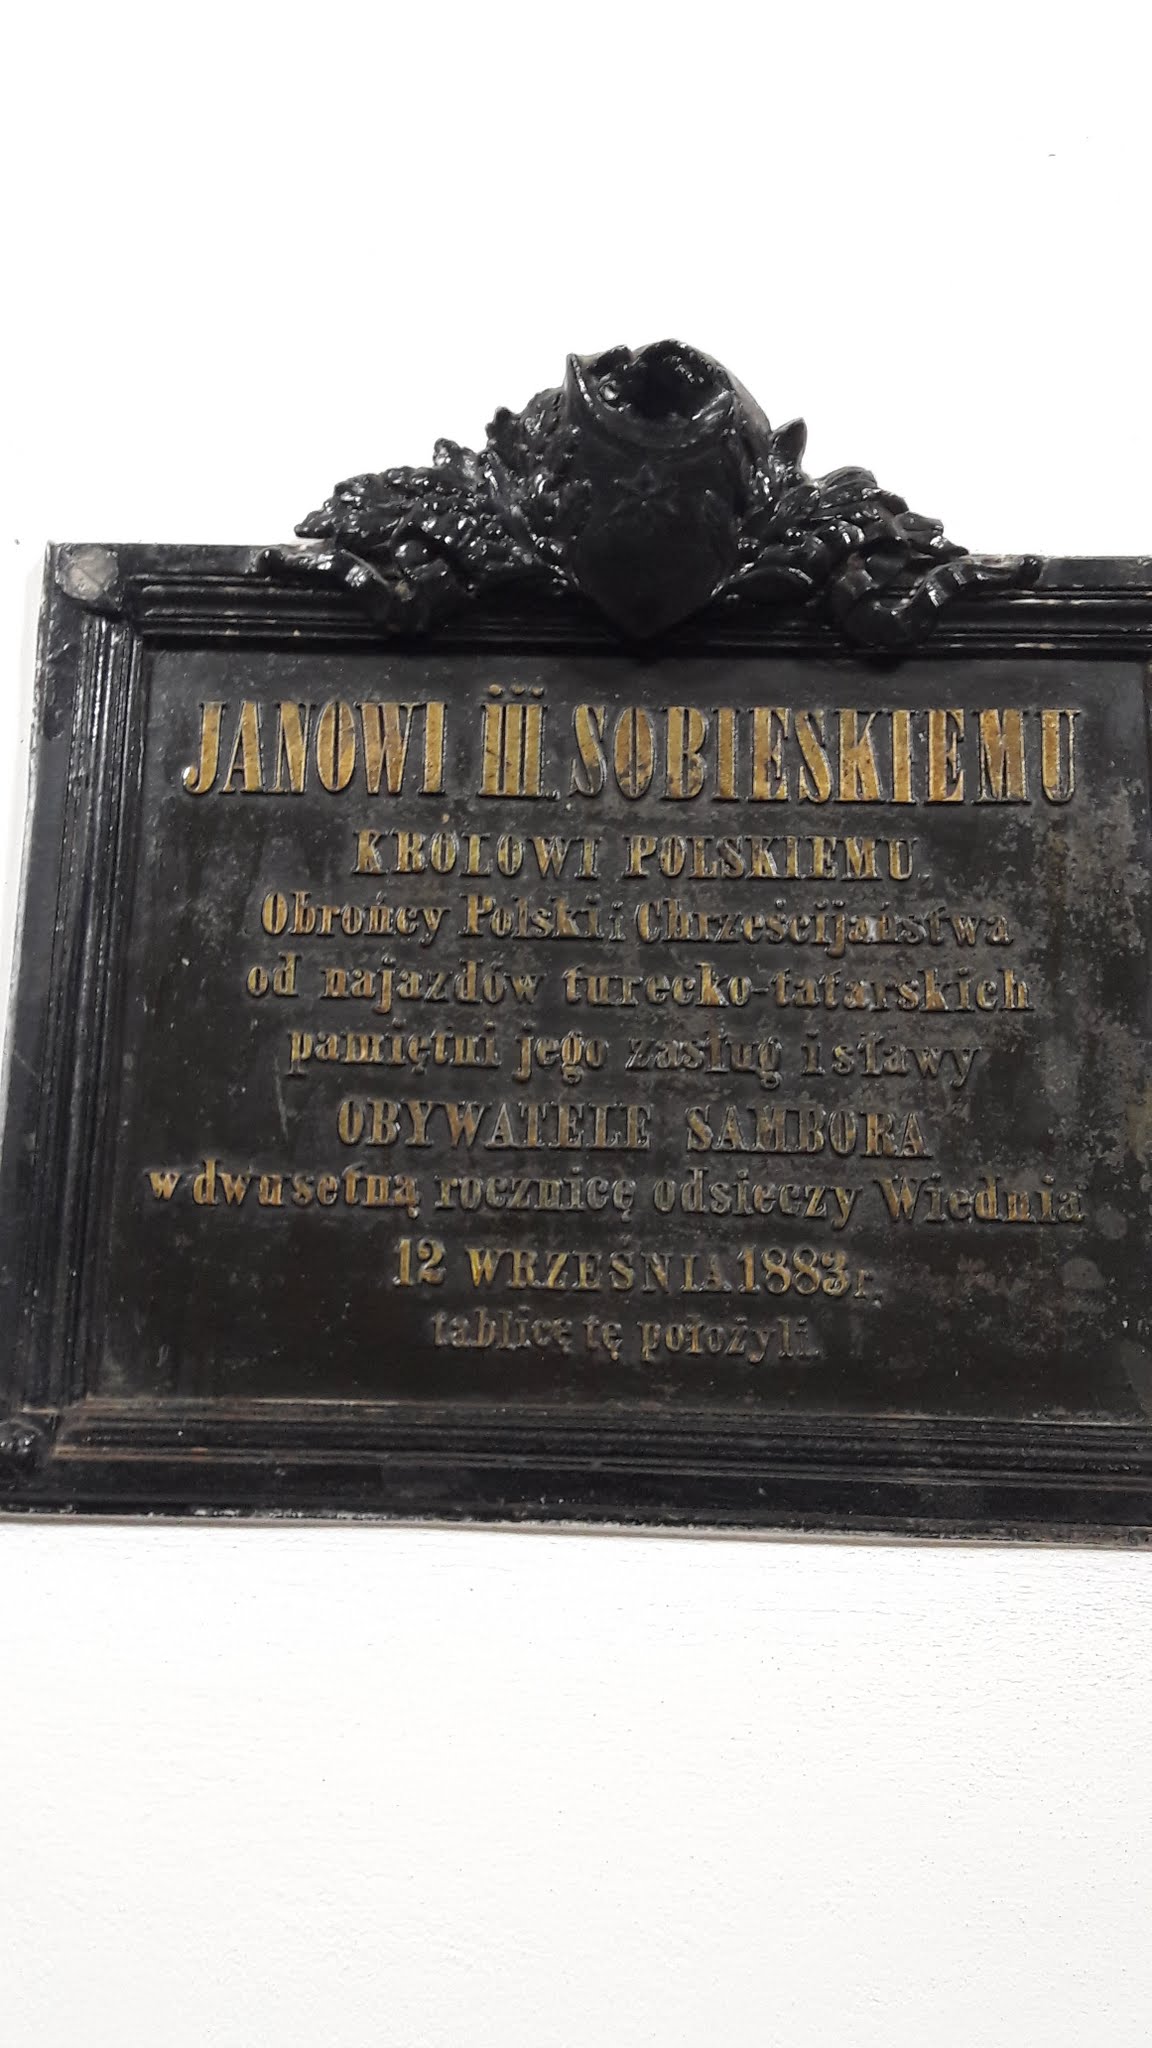 JANOWI III. SOBIESKIEMU
KRÓLOWI POLSKIEMU
Obrońcy Polski i Chrześcijaństwa
od najazdów turecko-tatarskich
pamiętni jego zasług i sławy
OBYWATELE SAMBORA
w dwusetną rocznicę odsieczy Wiednia
12 WRZEŚNIA 1883 r.
tablicę tę położyli.